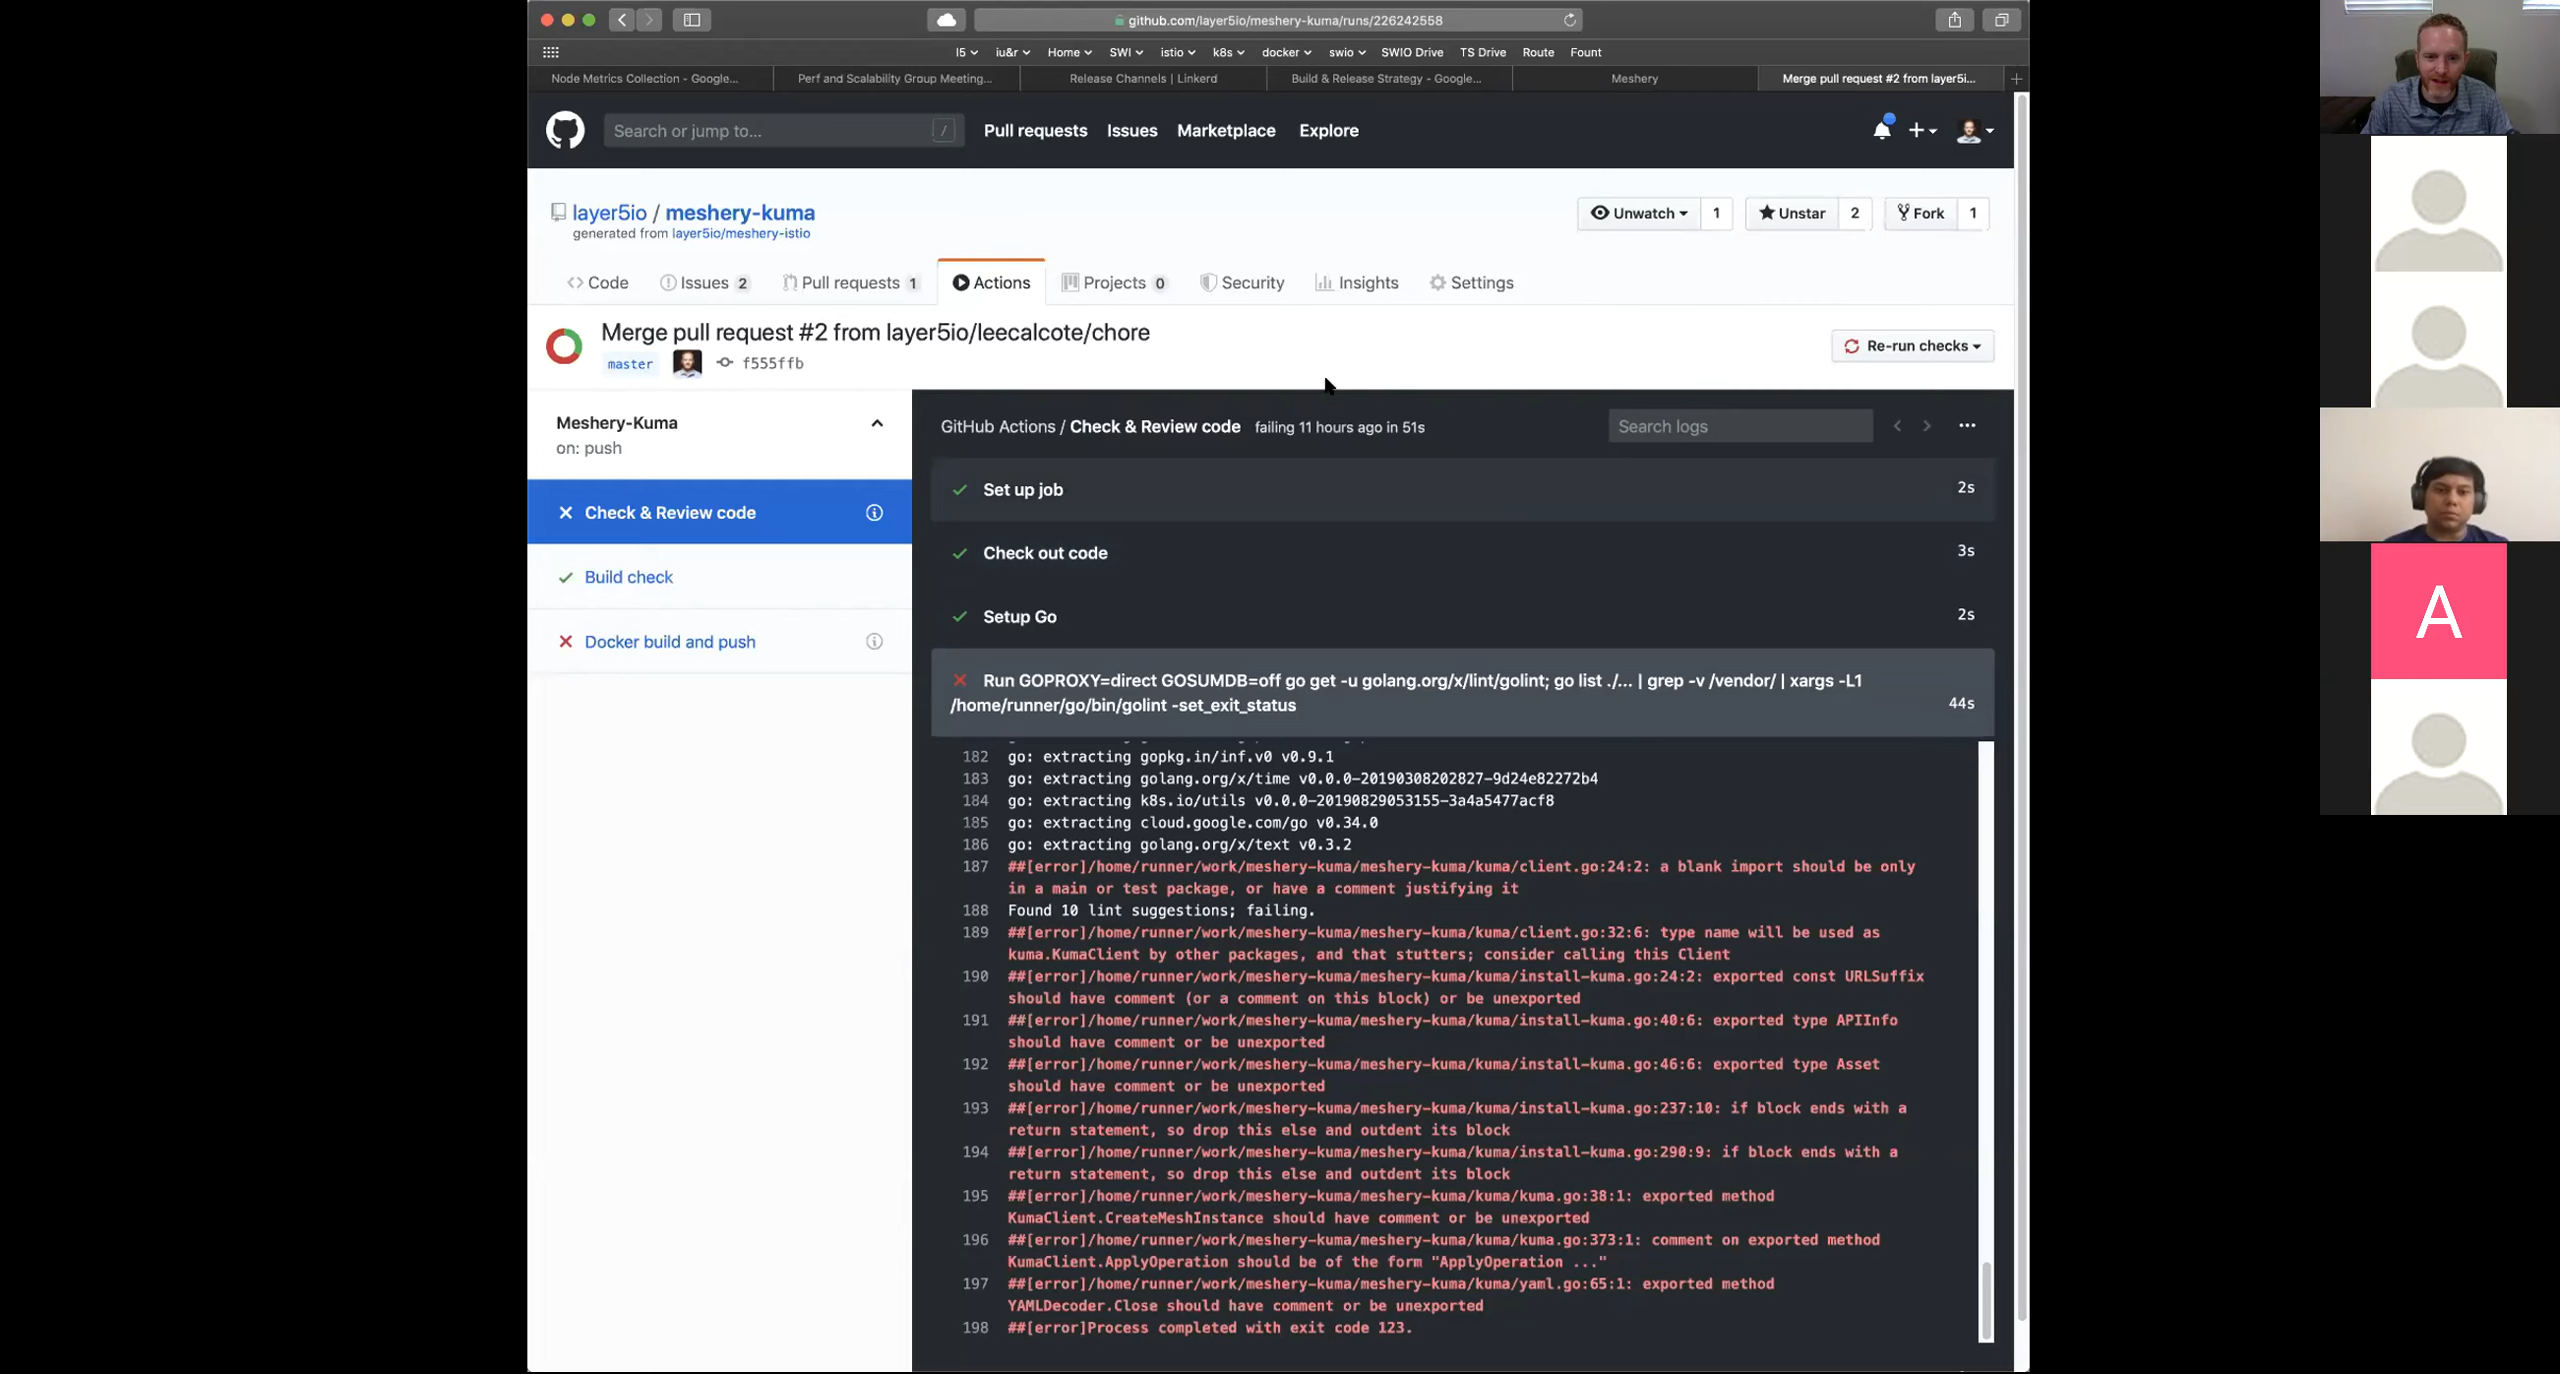 github.com/layer5io/meshery-kuma/runs/226242558
l5 iu&r Home SWI istio k8s docker swio SWIO Drive TS Drive Route Fount
Node Metrics Collection - Google... Perf and Scalability Group Meeting... Release Channels | Linkerd Build & Release Strategy - Google... Meshery Merge pull request #2 from layer5i...
Search or jump to... / Pull requests Issues Marketplace Explore
layer5io / meshery-kuma Unwatch 1 Unstar 2 Fork 1
generated from layer5io/meshery-istio
Code Issues 2 Pull requests 1 Actions Projects 0 Security Insights Settings
Merge pull request #2 from layer5io/leecalcote/chore
Re-run checks
master f555ffb
Meshery-Kuma
on: push
Check & Review code
Build check
Docker build and push
GitHub Actions / Check & Review code failing 11 hours ago in 51s Search logs
Set up job 2s
Check out code 3s
Setup Go 2s
Run GOPROXY=direct GOSUMDB=off go get -u golang.org/x/lint/golint; go list ./... | grep -v /vendor/ | xargs -L1
/home/runner/go/bin/golint -set_exit_status 44s
182 go: extracting gopkg.in/inf.v0 v0.9.1
183 go: extracting golang.org/x/time v0.0.0-20190308202827-9d24e82272b4
184 go: extracting k8s.io/utils v0.0.0-20190829053155-3a4a5477acf8
185 go: extracting cloud.google.com/go v0.34.0
186 go: extracting golang.org/x/text v0.3.2
187 ##[error]/home/runner/work/meshery-kuma/meshery-kuma/kuma/client.go:24:2: a blank import should be only
in a main or test package, or have a comment justifying it
188 Found 10 lint suggestions; failing.
189 ##[error]/home/runner/work/meshery-kuma/meshery-kuma/kuma/client.go:32:6: type name will be used as
kuma.KumaClient by other packages, and that stutters; consider calling this Client
190 ##[error]/home/runner/work/meshery-kuma/meshery-kuma/kuma/install-kuma.go:24:2: exported const URLSuffix
should have comment (or a comment on this block) or be unexported
191 ##[error]/home/runner/work/meshery-kuma/meshery-kuma/kuma/install-kuma.go:40:6: exported type APIInfo
should have comment or be unexported
192 ##[error]/home/runner/work/meshery-kuma/meshery-kuma/kuma/install-kuma.go:46:6: exported type Asset
should have comment or be unexported
193 ##[error]/home/runner/work/meshery-kuma/meshery-kuma/kuma/install-kuma.go:237:10: if block ends with a
return statement, so drop this else and outdent its block
194 ##[error]/home/runner/work/meshery-kuma/meshery-kuma/kuma/install-kuma.go:290:9: if block ends with a
return statement, so drop this else and outdent its block
195 ##[error]/home/runner/work/meshery-kuma/meshery-kuma/kuma/kuma.go:38:1: exported method
KumaClient.CreateMeshInstance should have comment or be unexported
196 ##[error]/home/runner/work/meshery-kuma/meshery-kuma/kuma/kuma.go:373:1: comment on exported method
KumaClient.ApplyOperation should be of the form "ApplyOperation ..."
197 ##[error]/home/runner/work/meshery-kuma/meshery-kuma/kuma/yaml.go:65:1: exported method
YAMLDecoder.Close should have comment or be unexported
198 ##[error]Process completed with exit code 123.
A